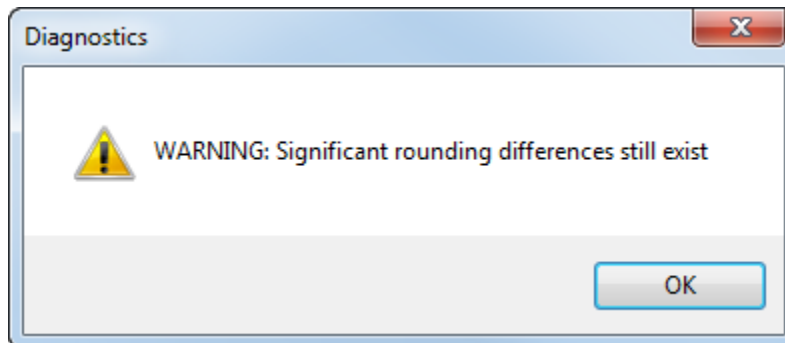 Diagnostics
WARNING: Significant rounding differences still exist
OK